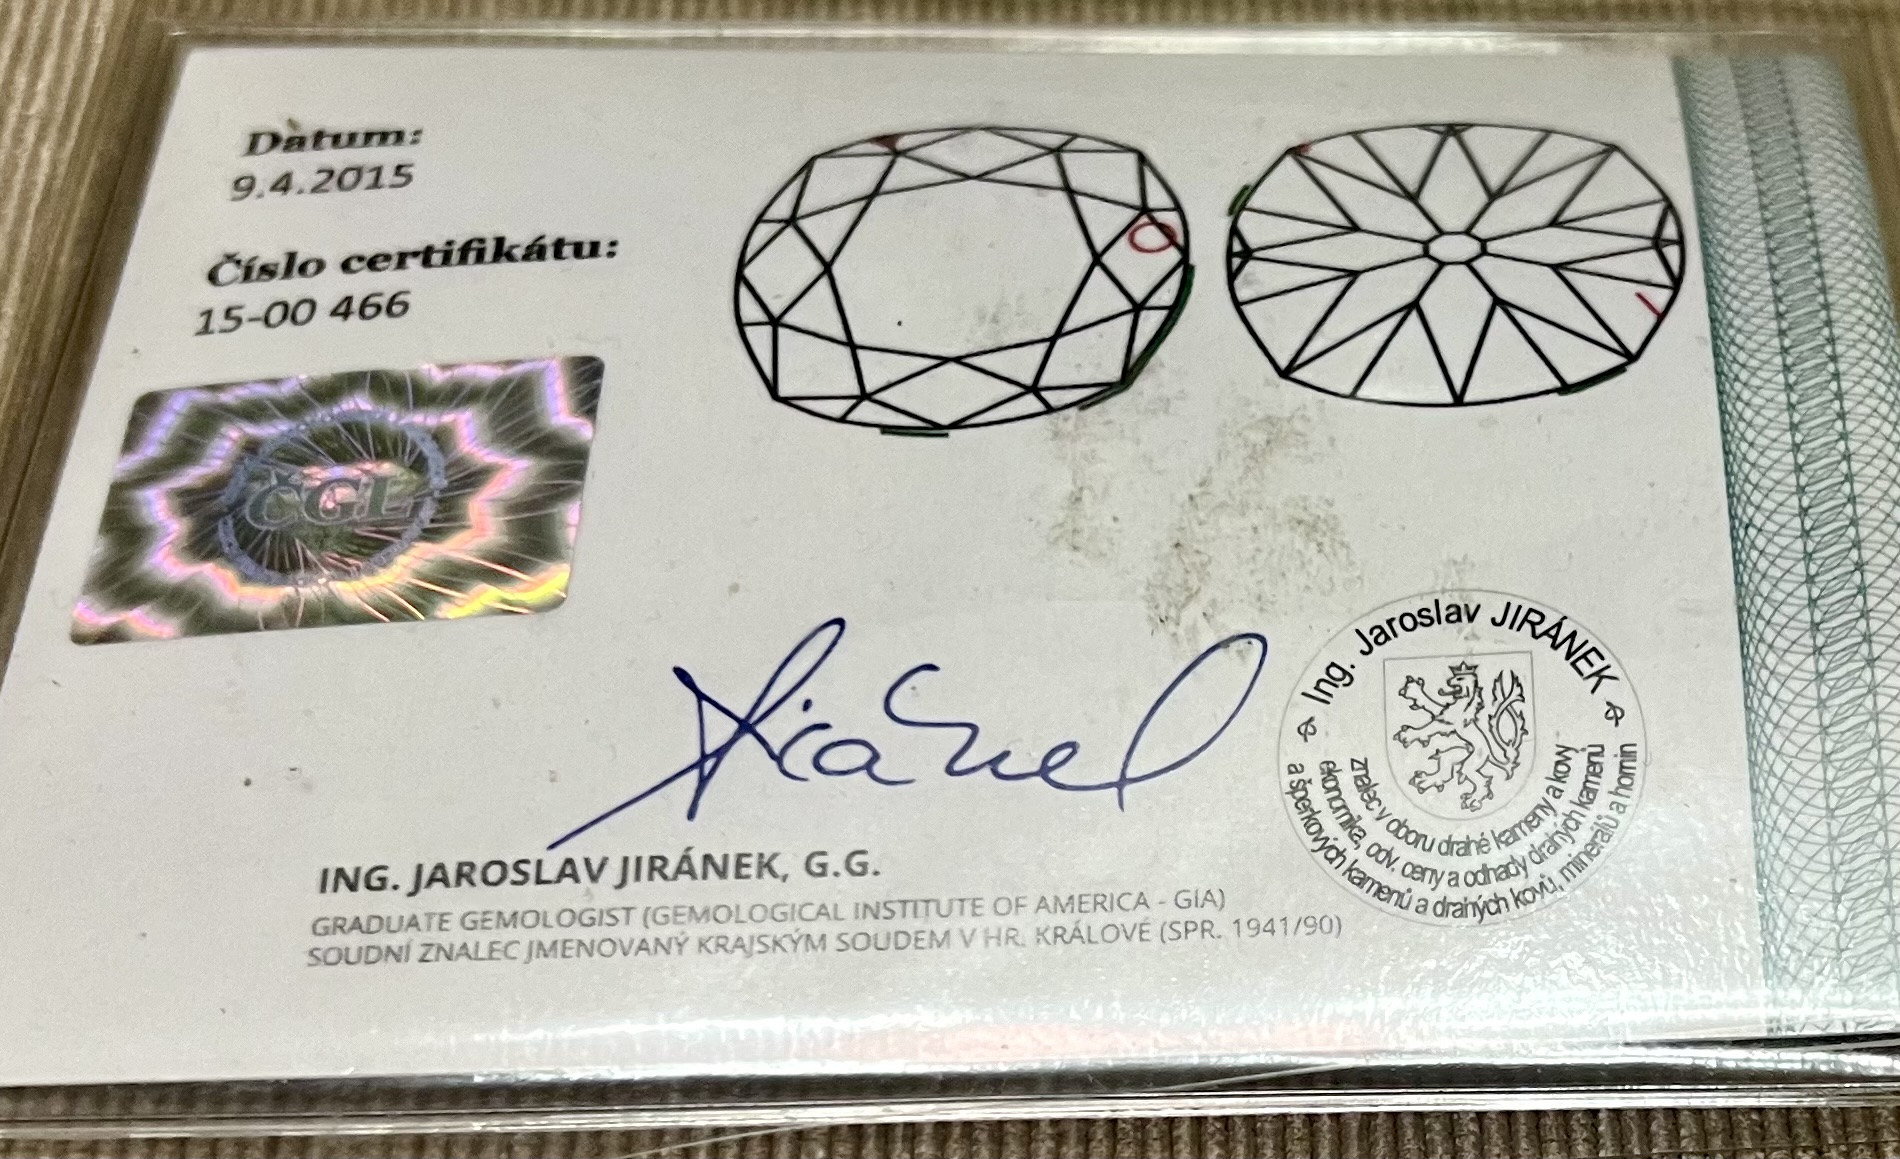 Datum:
9.4.2015
Číslo certifikátu:
15-00 466
ČGL
ING. JAROSLAV JIRÁNEK, G.G.
GRADUATE GEMOLOGIST (GEMOLOGICAL INSTITUTE OF AMERICA - GIA)
SOUDNÍ ZNALEC JMENOVANÝ KRAJSKÝM SOUDEM V HR. KRÁLOVÉ (SPR. 1941/90)
Ing. Jaroslav JIRÁNEK
znalec v oboru drahé kameny a kovy
ekonomika, odv. ceny a odhady drahých kamenů
a šperkových kamenů a drahých kovů, minerálů a hornin